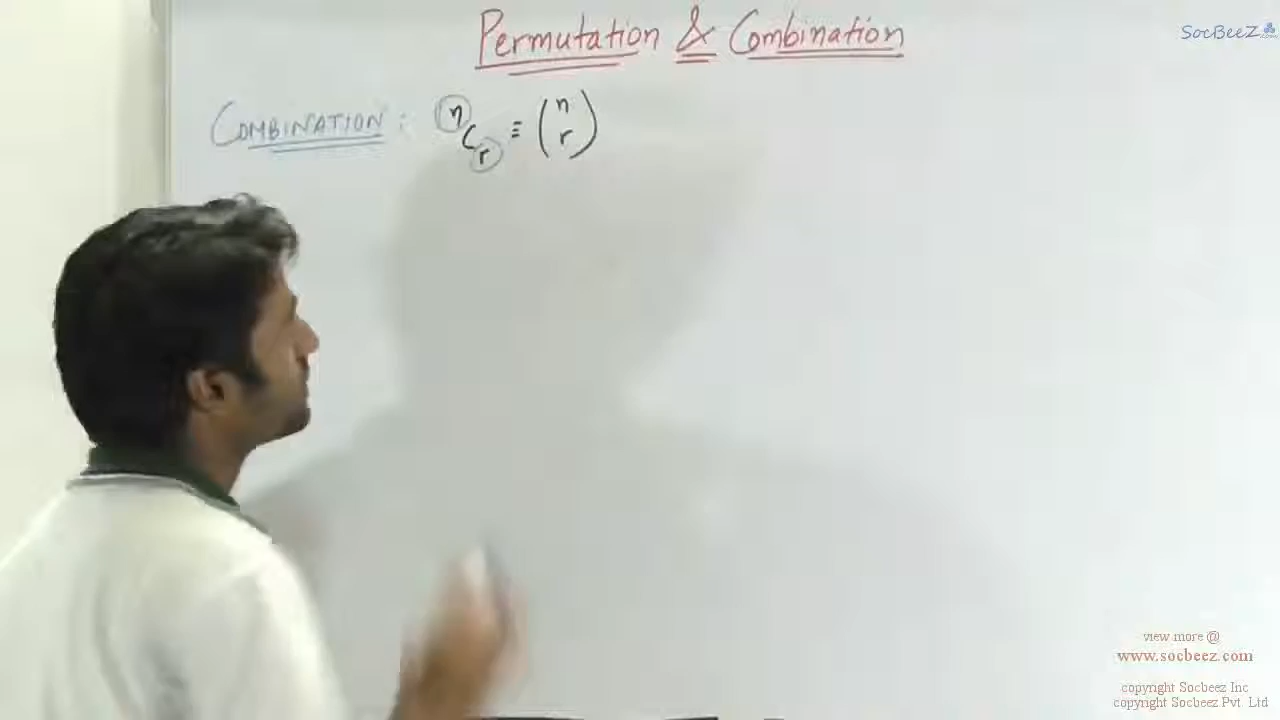 Permutation & Combination
SocBeeZ
COMBINATION : ⁿCᵣ ≡ (n r)
view more @
www.socbeez.com
copyright Socbeez Inc
copyright Socbeez Pvt. Ltd